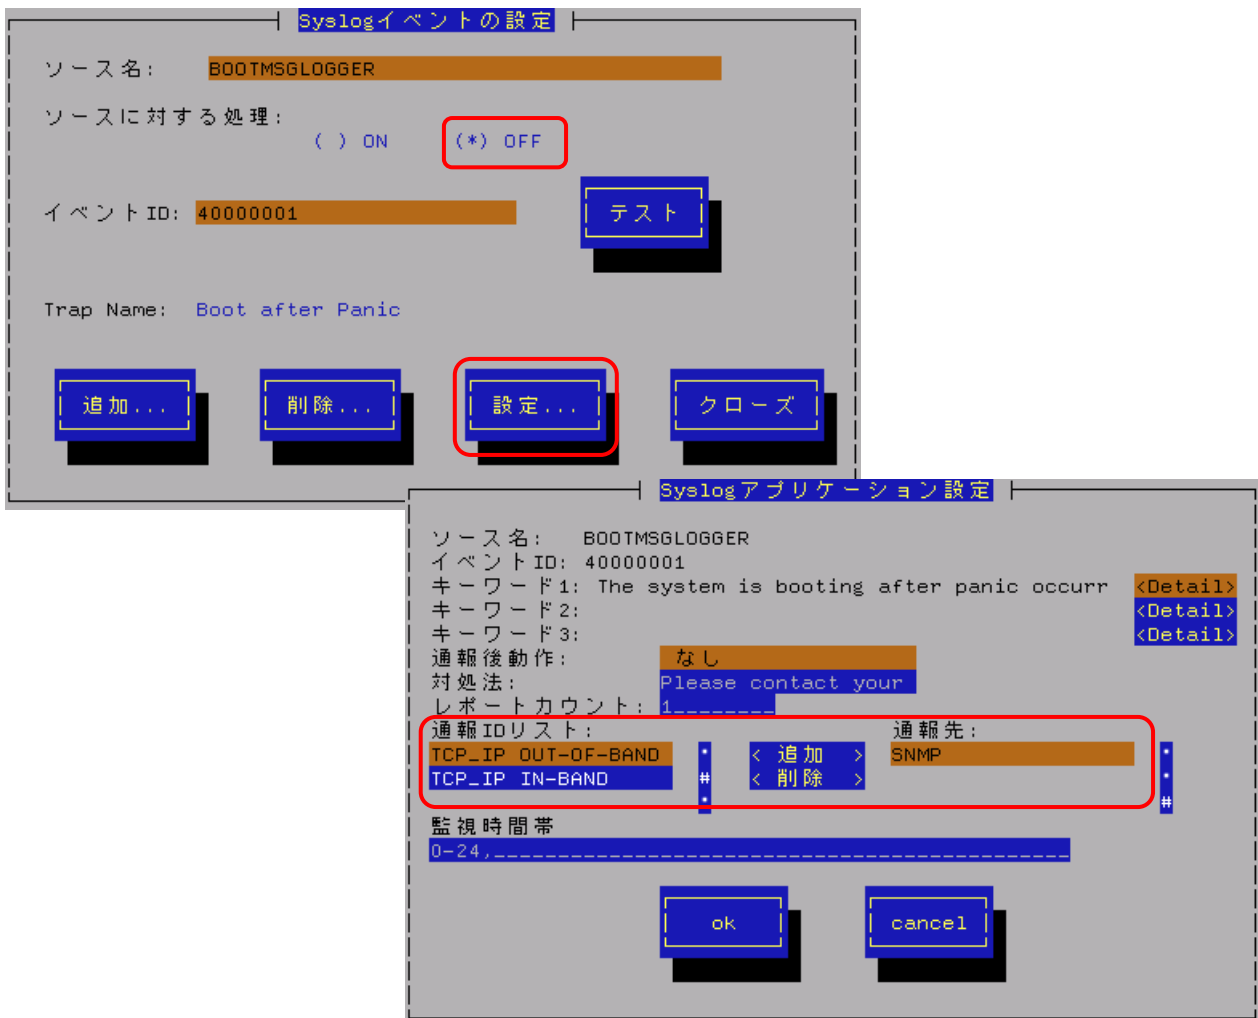 Syslogイベントの設定
ソース名: BOOTMSGLOGGER
ソースに対する処理:
( ) ON (*) OFF
イベントID: 40000001 テスト
Trap Name: Boot after Panic
追加... 削除... 設定... クローズ
Syslogアプリケーション設定
ソース名: BOOTMSGLOGGER
イベントID: 40000001
キーワード1: The system is booting after panic occurr <Detail>
キーワード2: <Detail>
キーワード3: <Detail>
通報後動作: なし
対処法: Please contact your
レポートカウント: 1________
通報IDリスト: 通報先:
TCP_IP OUT-OF-BAND < 追加 > SNMP
TCP_IP IN-BAND # < 削除 >
#
監視時間帯
0-24,_____________________________________________
ok cancel